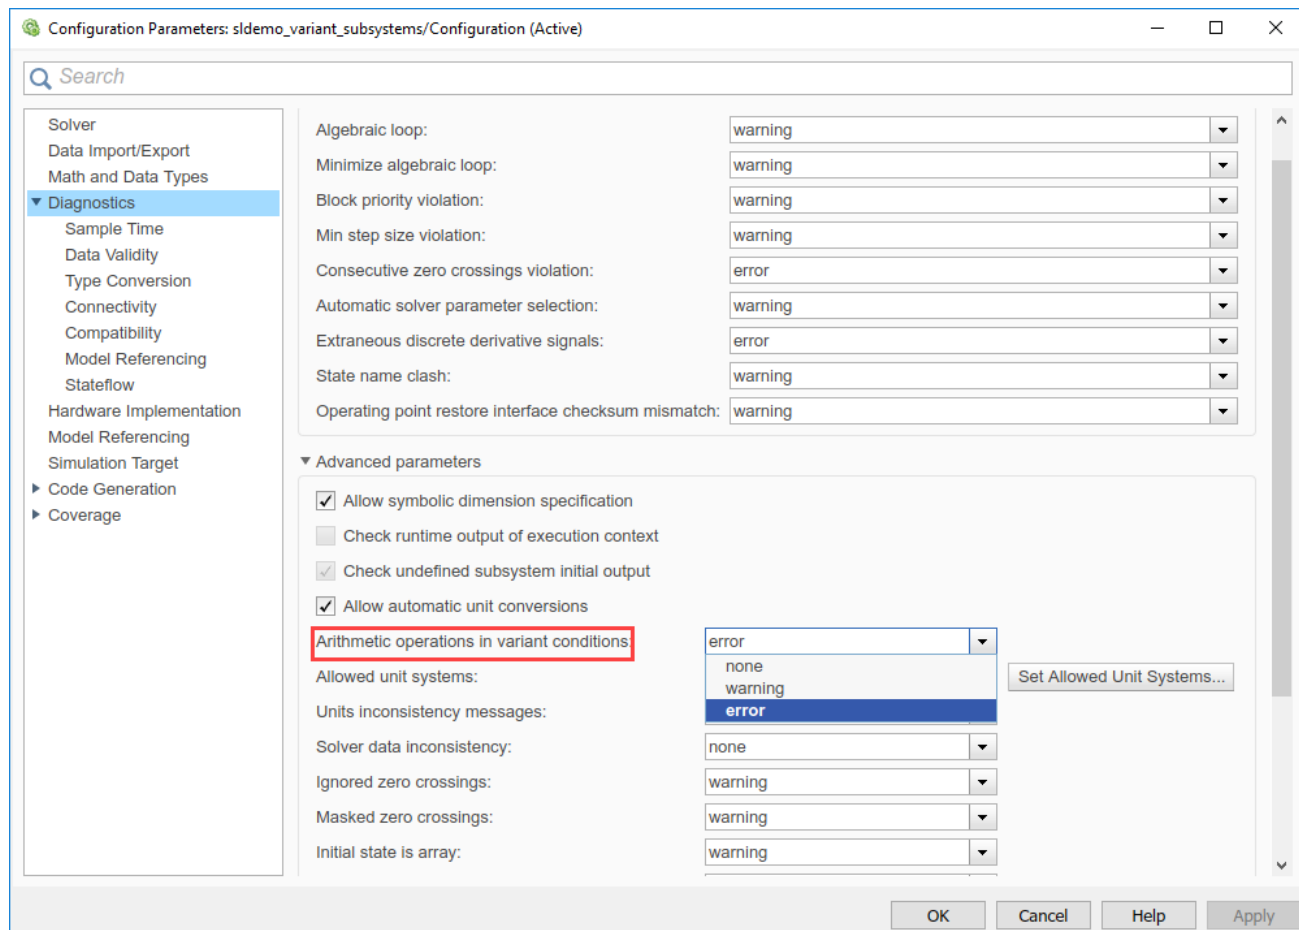 Configuration Parameters: sldemo_variant_subsystems/Configuration (Active)
Search
Solver
Data Import/Export
Math and Data Types
Diagnostics
Sample Time
Data Validity
Type Conversion
Connectivity
Compatibility
Model Referencing
Stateflow
Hardware Implementation
Model Referencing
Simulation Target
Code Generation
Coverage
Algebraic loop: warning
Minimize algebraic loop: warning
Block priority violation: warning
Min step size violation: warning
Consecutive zero crossings violation: error
Automatic solver parameter selection: warning
Extraneous discrete derivative signals: error
State name clash: warning
Operating point restore interface checksum mismatch: warning
Advanced parameters
Allow symbolic dimension specification
Check runtime output of execution context
Check undefined subsystem initial output
Allow automatic unit conversions
Arithmetic operations in variant conditions: error
none
warning
error
Allowed unit systems: Set Allowed Unit Systems...
Units inconsistency messages:
Solver data inconsistency: none
Ignored zero crossings: warning
Masked zero crossings: warning
Initial state is array: warning
OK Cancel Help Apply